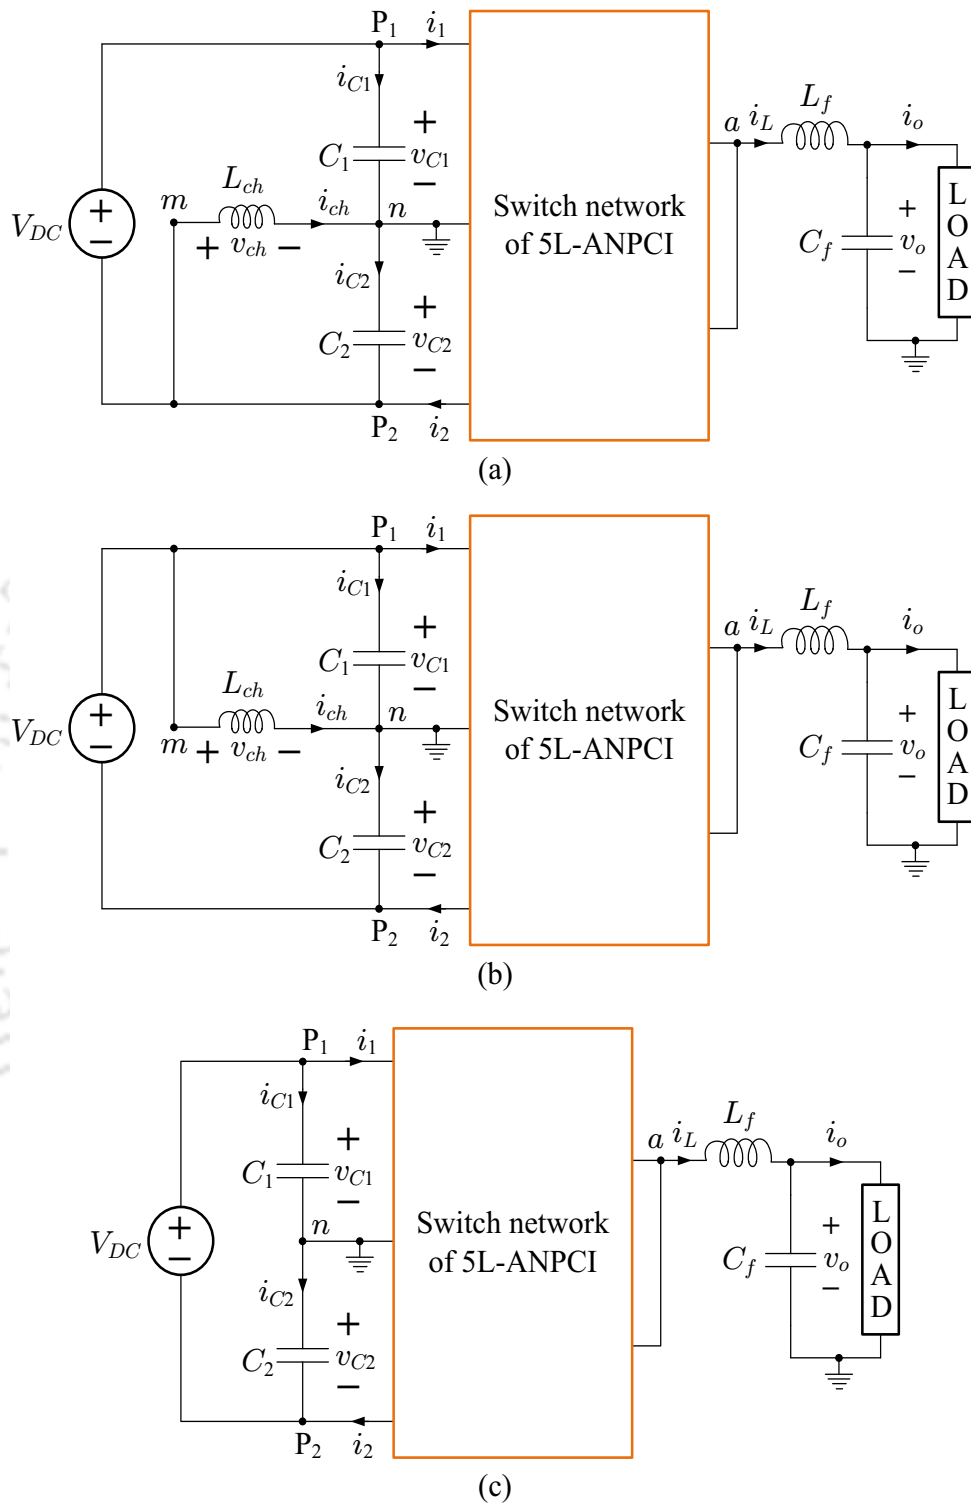 P1 i1
iC1
Lf
a iL io
C1 vC1
Lch
m ich n
VDC
vch
Switch network
of 5L-ANPCI
Cf vo
LOAD
iC2
C2 vC2
P2 i2
(a)
P1 i1
iC1
Lf
a iL io
C1 vC1
Lch
ich n
VDC
m vch
Switch network
of 5L-ANPCI
Cf vo
LOAD
iC2
C2 vC2
P2 i2
(b)
P1 i1
iC1
Lf
a iL io
C1 vC1
n
VDC
Switch network
of 5L-ANPCI
Cf vo
LOAD
iC2
C2 vC2
P2 i2
(c)